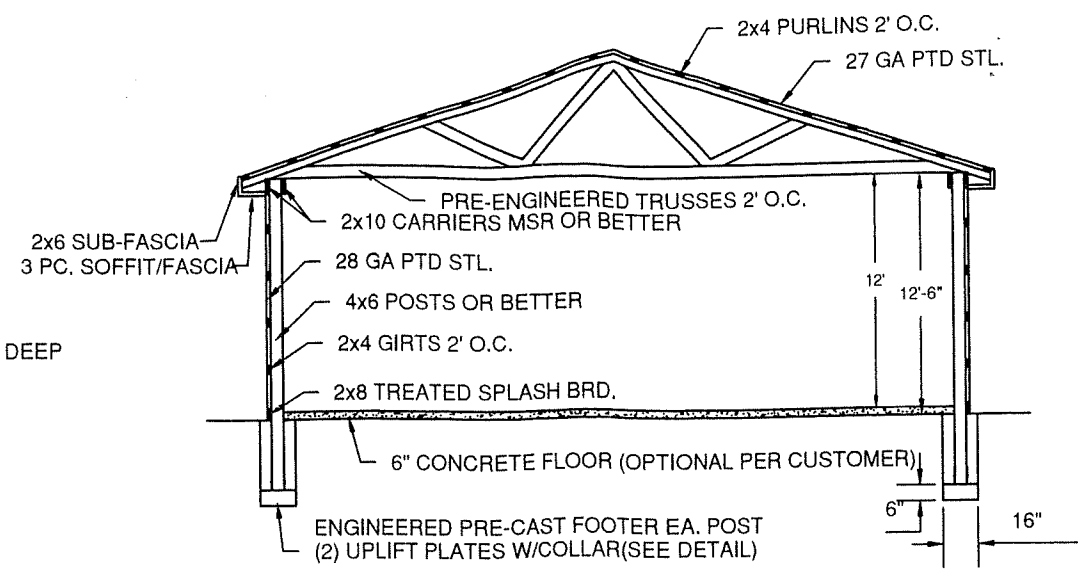 2x4 PURLINS 2' O.C.
27 GA PTD STL.
PRE-ENGINEERED TRUSSES 2' O.C.
2x10 CARRIERS MSR OR BETTER
2x6 SUB-FASCIA
3 PC. SOFFIT/FASCIA
28 GA PTD STL.
12'
12'-6"
4x6 POSTS OR BETTER
DEEP
2x4 GIRTS 2' O.C.
2x8 TREATED SPLASH BRD.
6" CONCRETE FLOOR (OPTIONAL PER CUSTOMER)
6"
16"
ENGINEERED PRE-CAST FOOTER EA. POST
(2) UPLIFT PLATES W/COLLAR(SEE DETAIL)